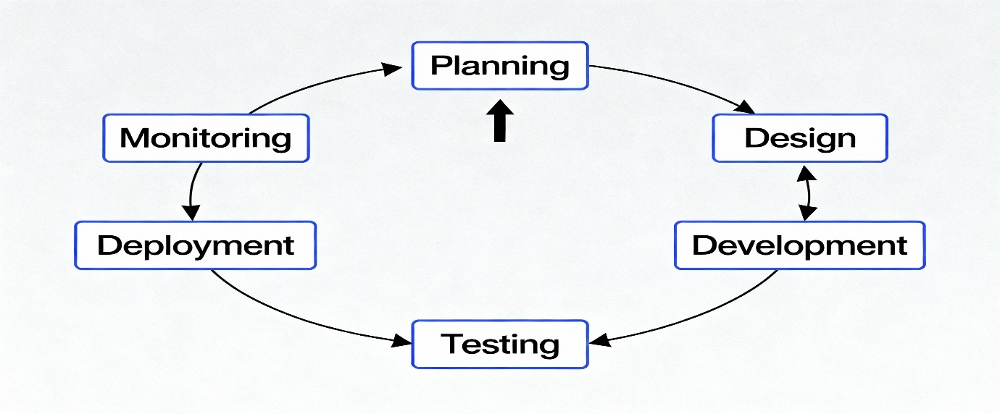 Planning
Monitoring
Design
Deployment
Development
Testing